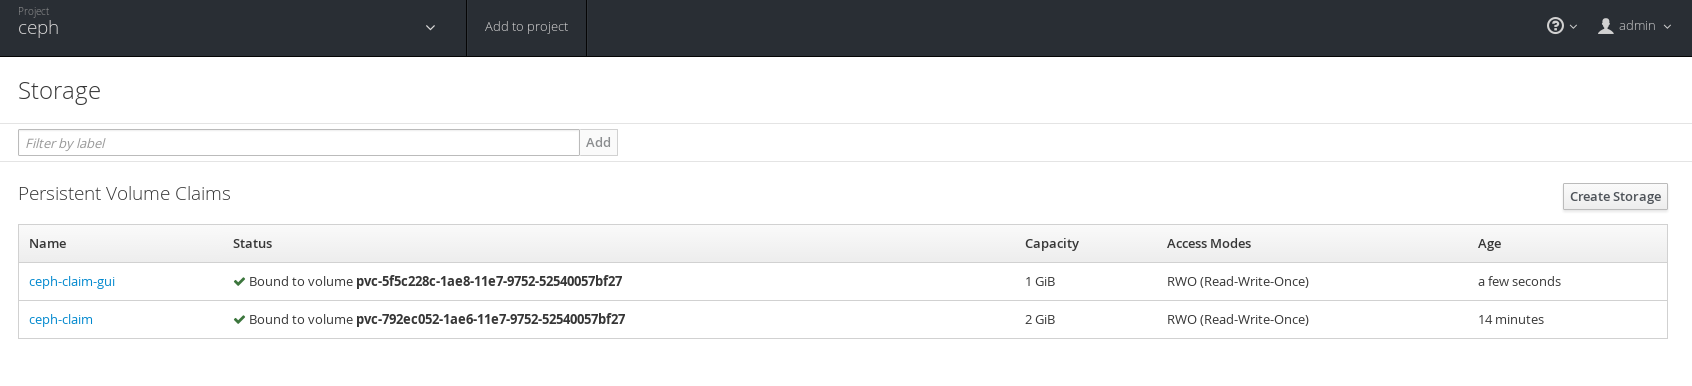 Project
ceph
Add to project
admin
Storage
Filter by label
Add
Persistent Volume Claims
Create Storage
Name Status Capacity Access Modes Age
ceph-claim-gui Bound to volume pvc-5f5c228c-1ae8-11e7-9752-52540057bf27 1 GiB RWO (Read-Write-Once) a few seconds
ceph-claim Bound to volume pvc-792ec052-1ae6-11e7-9752-52540057bf27 2 GiB RWO (Read-Write-Once) 14 minutes